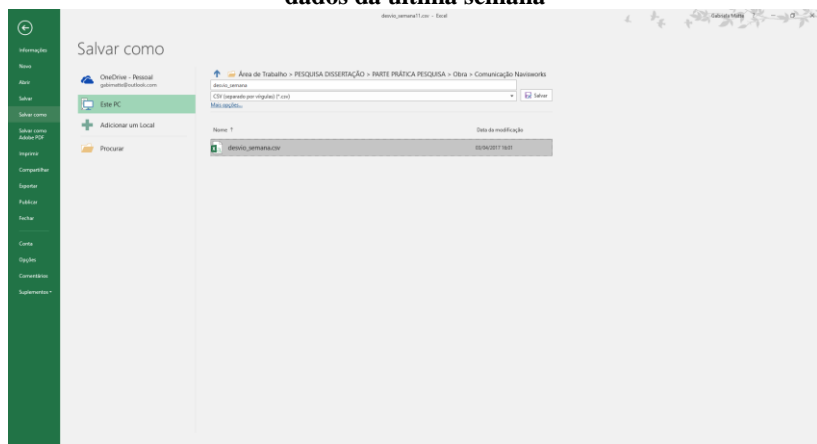 dados da última semana
desvio_semana11.csv - Excel
Gabriela Matta
Informações
Novo
Abrir
Salvar
Salvar como
Salvar como
Adobe PDF
Imprimir
Compartilhar
Exportar
Publicar
Fechar
Conta
Opções
Comentários
Suplementos
Salvar como
OneDrive - Pessoal
Este PC
Adicionar um Local
Procurar
Área de Trabalho > PESQUISA DISSERTAÇÃO > PARTE PRÁTICA PESQUISA > Obra > Comunicação Navisworks
desvio_semana
CSV (separado por vírgulas) (*.csv)
Salvar
Mais opções...
Nome ↑
Data da modificação
desvio_semana.csv